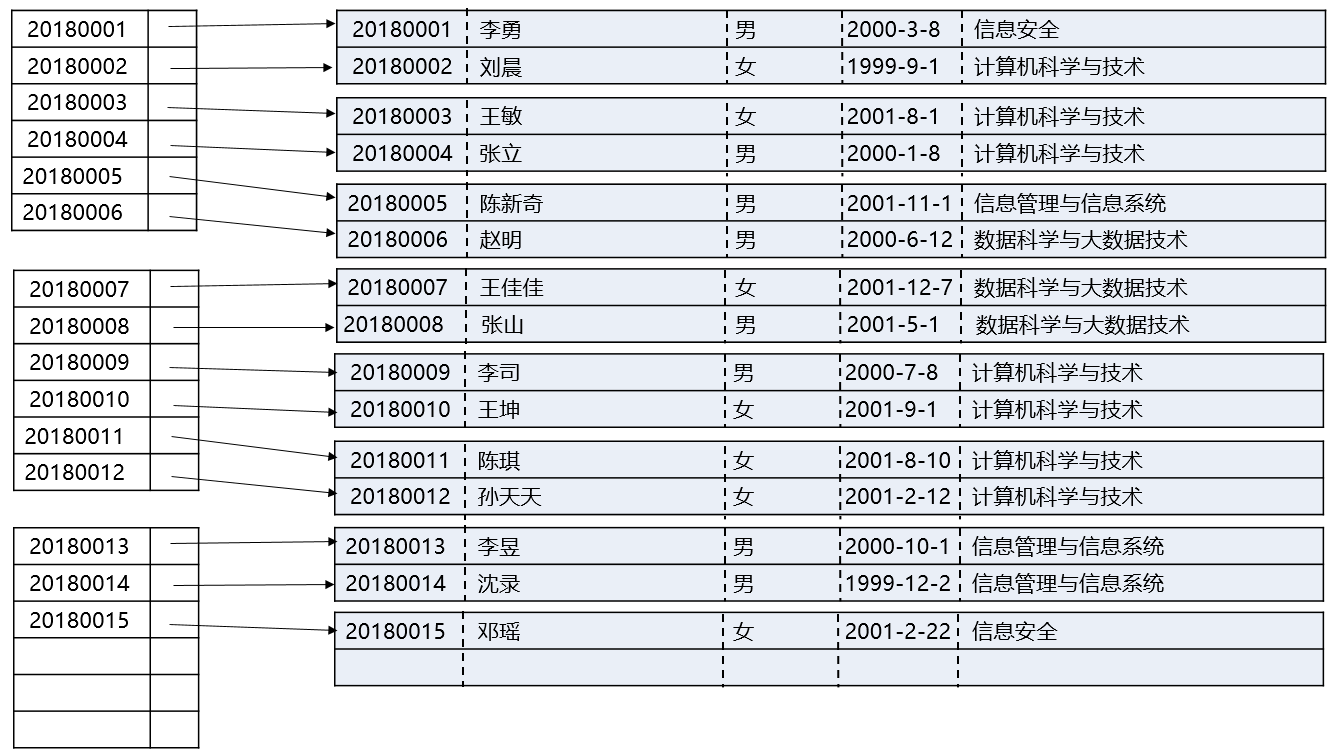 20180001 20180001 李勇 男 2000-3-8 信息安全
20180002 20180002 刘晨 女 1999-9-1 计算机科学与技术
20180003 20180003 王敏 女 2001-8-1 计算机科学与技术
20180004 20180004 张立 男 2000-1-8 计算机科学与技术
20180005 20180005 陈新奇 男 2001-11-1 信息管理与信息系统
20180006 20180006 赵明 男 2000-6-12 数据科学与大数据技术
20180007 20180007 王佳佳 女 2001-12-7 数据科学与大数据技术
20180008 20180008 张山 男 2001-5-1 数据科学与大数据技术
20180009 20180009 李司 男 2000-7-8 计算机科学与技术
20180010 20180010 王坤 女 2001-9-1 计算机科学与技术
20180011 20180011 陈琪 女 2001-8-10 计算机科学与技术
20180012 20180012 孙天天 女 2001-2-12 计算机科学与技术
20180013 20180013 李昱 男 2000-10-1 信息管理与信息系统
20180014 20180014 沈录 男 1999-12-2 信息管理与信息系统
20180015 20180015 邓瑶 女 2001-2-22 信息安全